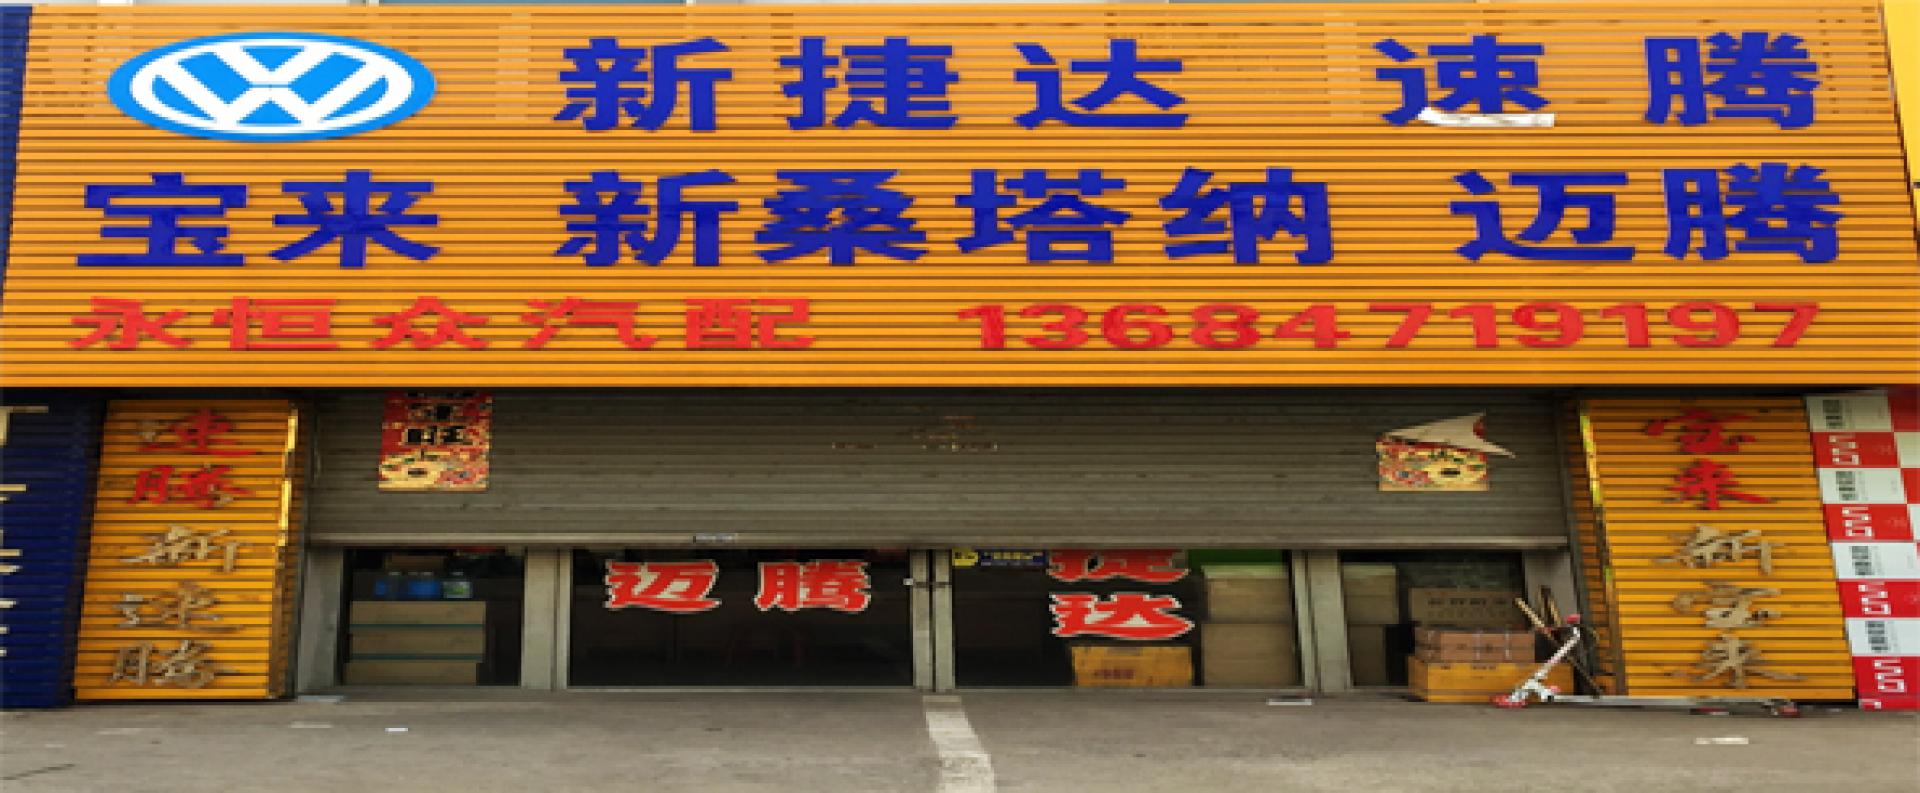 新捷达 速腾
宝来 新桑塔纳 迈腾
永恒众汽配 13684719197
速腾
新速腾
旺
迈腾
捷达
宝来
新宝来